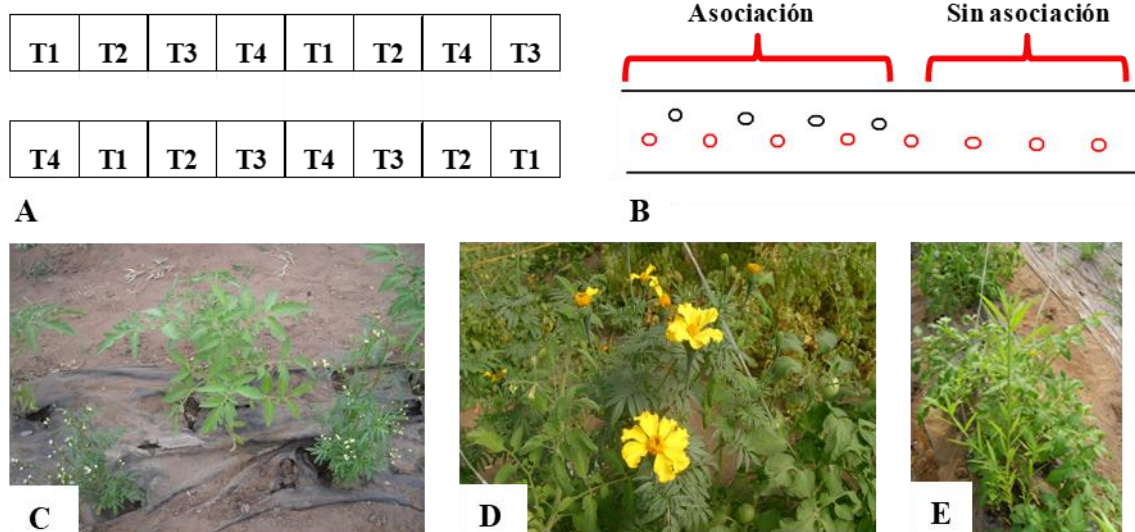 Asociación Sin asociación
T1 T2 T3 T4 T1 T2 T4 T3
T4 T1 T2 T3 T4 T3 T2 T1
A B
C D E